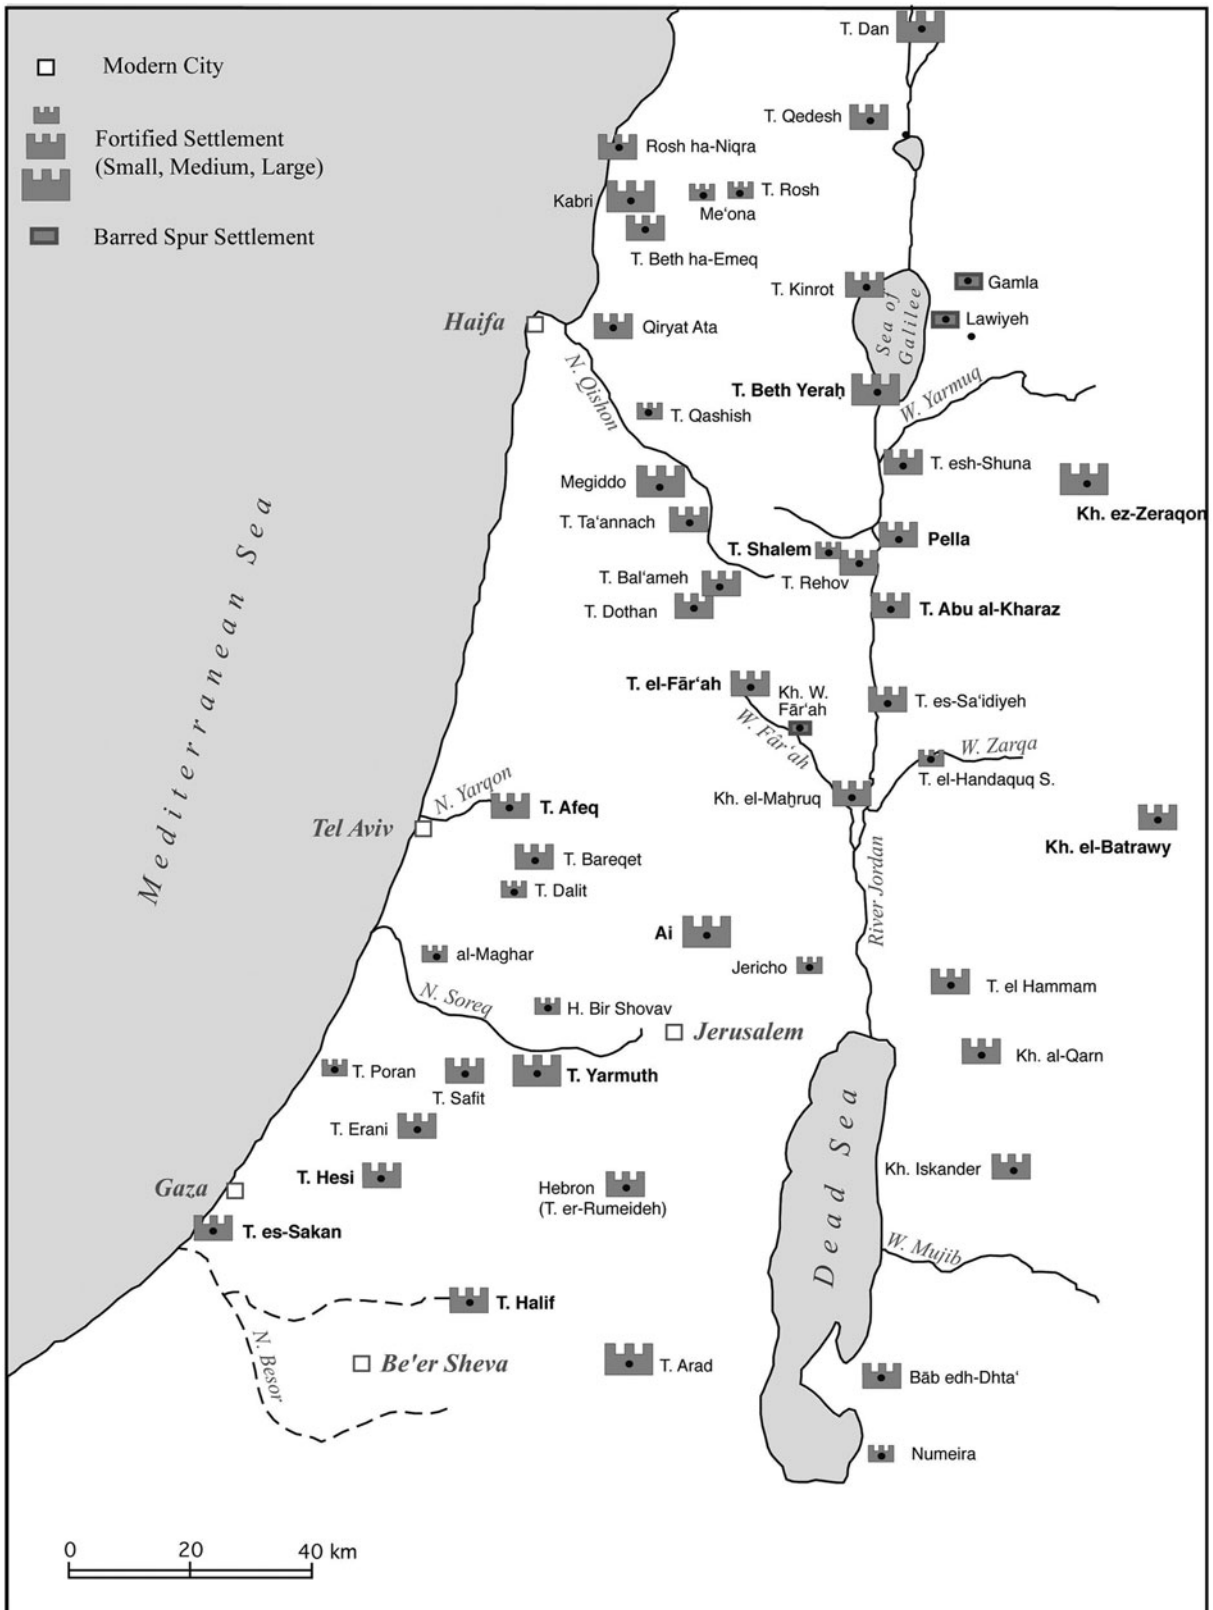 Modern City
Fortified Settlement
(Small, Medium, Large)
Barred Spur Settlement
T. Dan
T. Qedesh
Rosh ha-Niqra
Kabri
T. Rosh
Me‘ona
T. Beth ha-Emeq
T. Kinrot
Gamla
Sea of
Galilee
Lawiyeh
Haifa
Qiryat Ata
N. Qishon
T. Beth Yeraḥ
W. Yarmuq
T. Qashish
T. esh-Shuna
Megiddo
Kh. ez-Zeraqon
T. Ta‘annach
Pella
T. Shalem
T. Rehov
T. Bal‘ameh
T. Dothan
T. Abu al-Kharaz
Mediterranean Sea
T. el-Fār‘ah
Kh. W.
Fār‘ah
T. es-Sa‘idiyeh
W. Fâr‘ah
W. Zarqa
T. el-Handaquq S.
N. Yarqon
T. Afeq
Kh. el-Maḫruq
Tel Aviv
Kh. el-Batrawy
T. Bareqet
T. Dalit
River Jordan
Ai
al-Maghar
Jericho
T. el Hammam
N. Soreq
H. Bir Shovav
Jerusalem
Kh. al-Qarn
T. Poran
T. Yarmuth
T. Safit
T. Erani
Dead Sea
T. Hesi
Kh. Iskander
Gaza
Hebron
(T. er-Rumeideh)
T. es-Sakan
W. Mujib
T. Halif
N. Besor
Be'er Sheva
T. Arad
Bāb edh-Dhta‘
Numeira
0 20 40 km